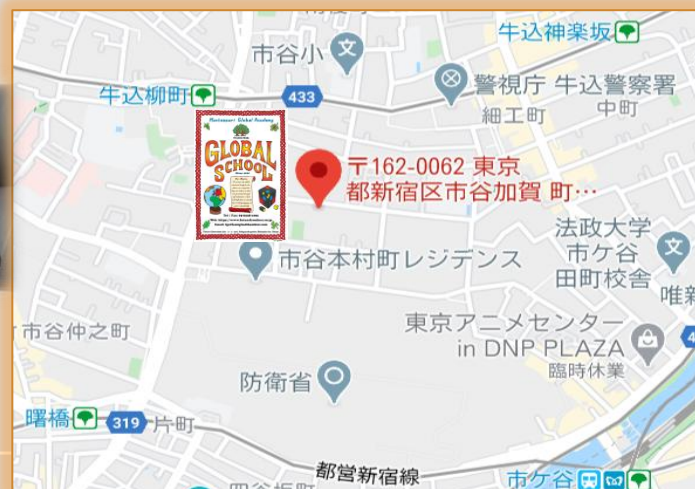 市谷小
牛込神楽坂
牛込柳町
433
警視庁 牛込警察署
細工町
中町
Montessori Global Academy
GLOBAL
SCHOOL
〒162-0062 東京
都新宿区市谷加賀 町…
法政大学
市ケ谷
田町校舎
市谷本村町レジデンス
唯新
東京アニメセンター
in DNP PLAZA
臨時休業
市谷仲之町
防衛省
曙橋
319
片町
都営新宿線
市ケ谷